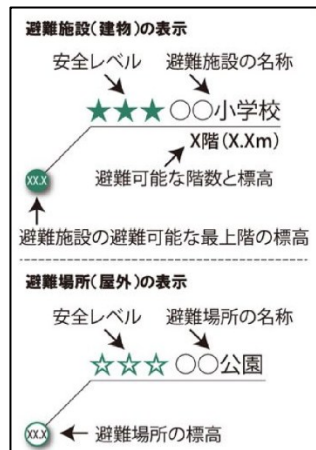 避難施設(建物)の表示
安全レベル 避難施設の名称
★★★ ○○小学校
X階(X.Xm)
避難可能な階数と標高
XX.X
避難施設の避難可能な最上階の標高
避難場所(屋外)の表示
安全レベル 避難場所の名称
☆☆☆ ○○公園
XX.X ← 避難場所の標高